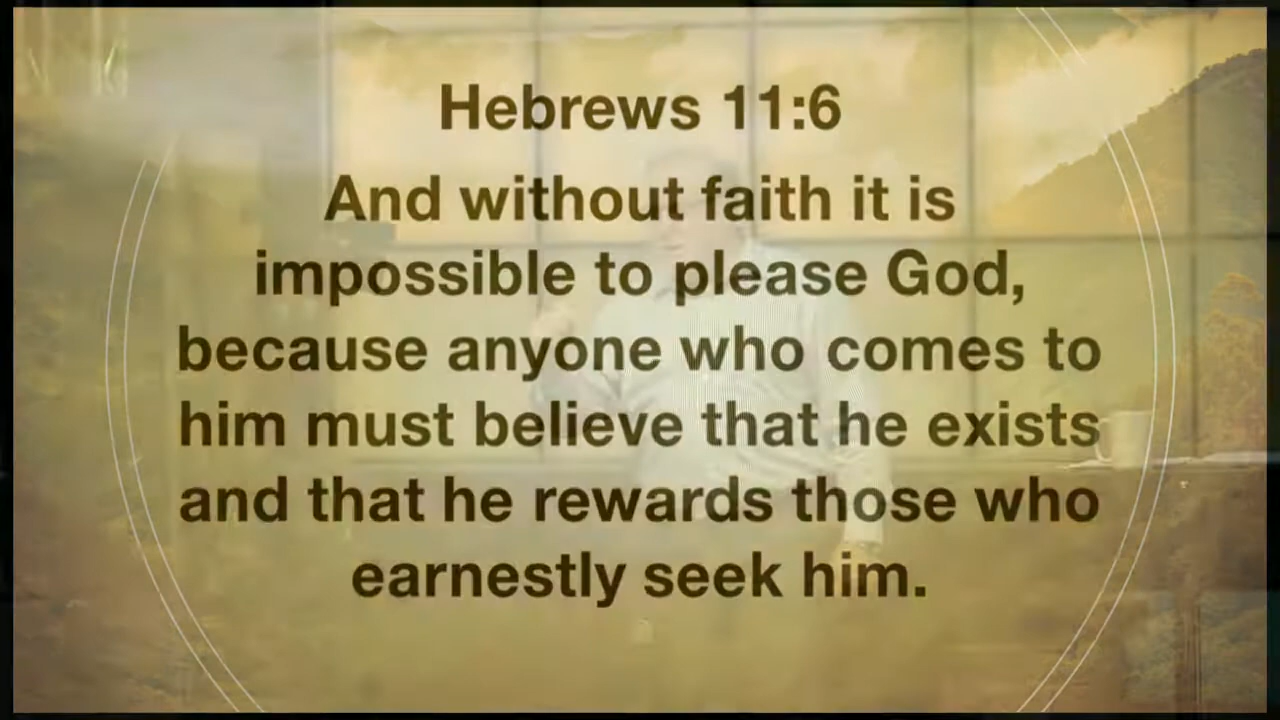 Hebrews 11:6
And without faith it is
impossible to please God,
because anyone who comes to
him must believe that he exists
and that he rewards those who
earnestly seek him.